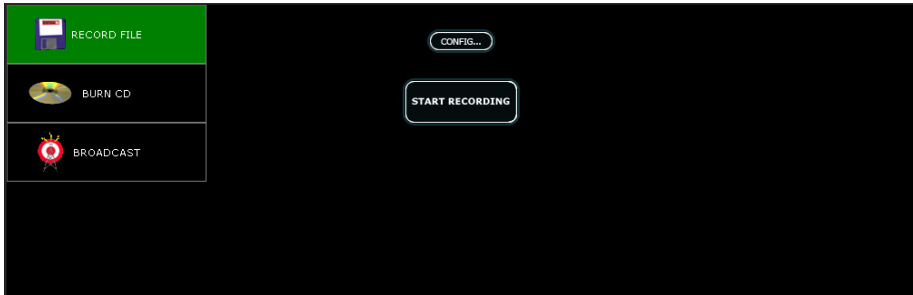 RECORD FILE
CONFIG...
BURN CD
START RECORDING
BROADCAST